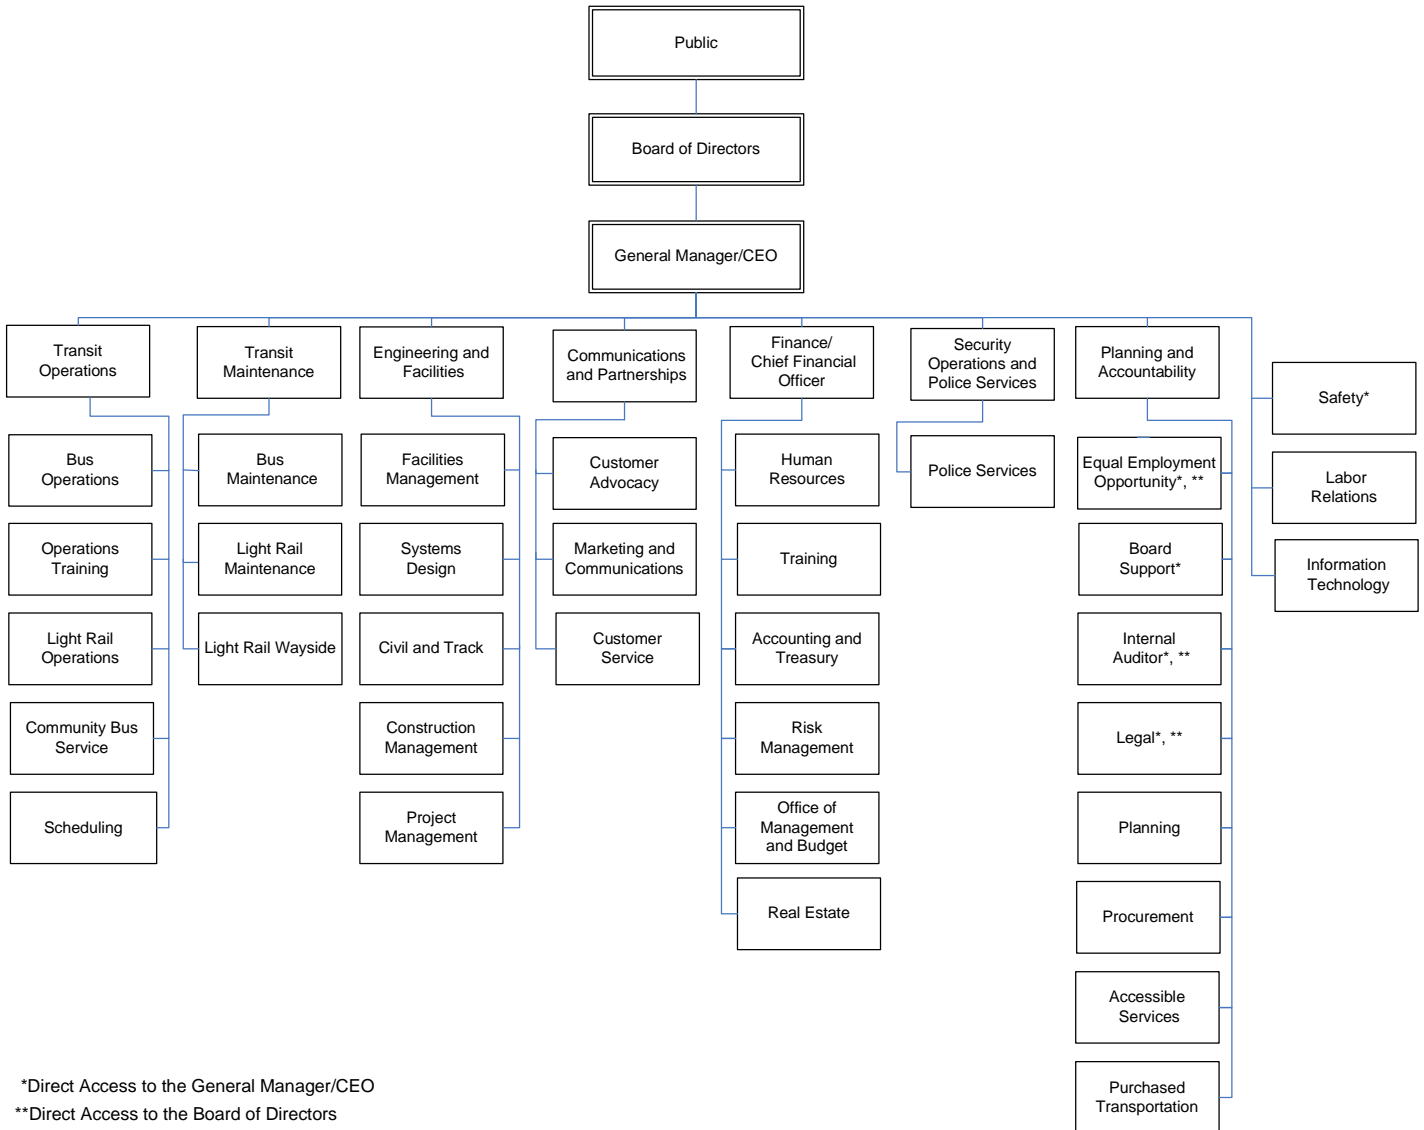 Public
Board of Directors
General Manager/CEO
Transit
Operations
Transit
Maintenance
Engineering and
Facilities
Communications
and Partnerships
Finance/
Chief Financial
Officer
Security
Operations and
Police Services
Planning and
Accountability
Safety*
Labor
Relations
Information
Technology
Bus
Operations
Operations
Training
Light Rail
Operations
Community Bus
Service
Scheduling
Bus
Maintenance
Light Rail
Maintenance
Light Rail Wayside
Facilities
Management
Systems
Design
Civil and Track
Construction
Management
Project
Management
Customer
Advocacy
Marketing and
Communications
Customer
Service
Human
Resources
Training
Accounting and
Treasury
Risk
Management
Office of
Management
and Budget
Real Estate
Police Services
Equal Employment
Opportunity*, **
Board
Support*
Internal
Auditor*, **
Legal*, **
Planning
Procurement
Accessible
Services
Purchased
Transportation
*Direct Access to the General Manager/CEO
**Direct Access to the Board of Directors